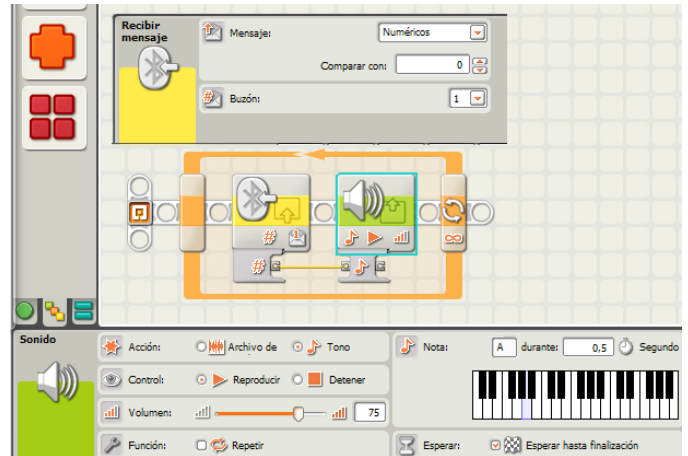 Recibir
mensaje
Mensaje:
Numéricos
Comparar con:
0
Buzón:
1
#
1
#
Sonido
Acción:
Archivo de
Tono
Nota:
A
durante:
0,5
Segundo
Control:
Reproducir
Detener
Volumen:
75
Función:
Repetir
Esperar:
Esperar hasta finalización